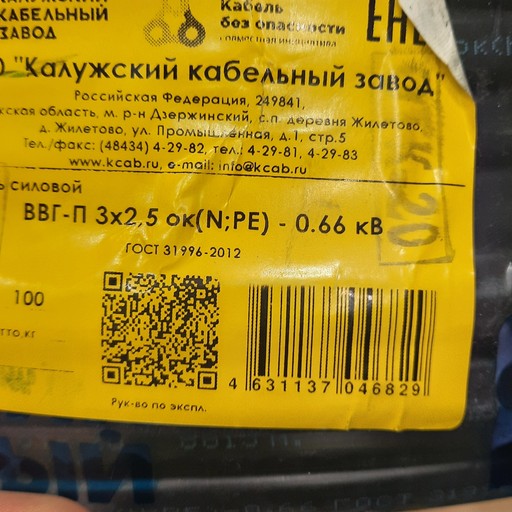 КАБЕЛЬНЫЙ
ЗАВОД
Кабель
без опасности
ЕАС
"Калужский кабельный завод"
Российская Федерация, 249841,
область, м. р-н Дзержинский, с.п. деревня Жилетово,
д. Жилетово, ул. Промышленная, д.1, стр.5
Тел./факс: (48434) 4-29-82, тел.: 4-29-81, 4-29-83
www.kcab.ru, e-mail: info@kcab.ru
силовой
ВВГ-П 3х2,5 ок(N;PE) - 0.66 кВ
ГОСТ 31996-2012
100
4 631137 046829
Рук-во по экспл.